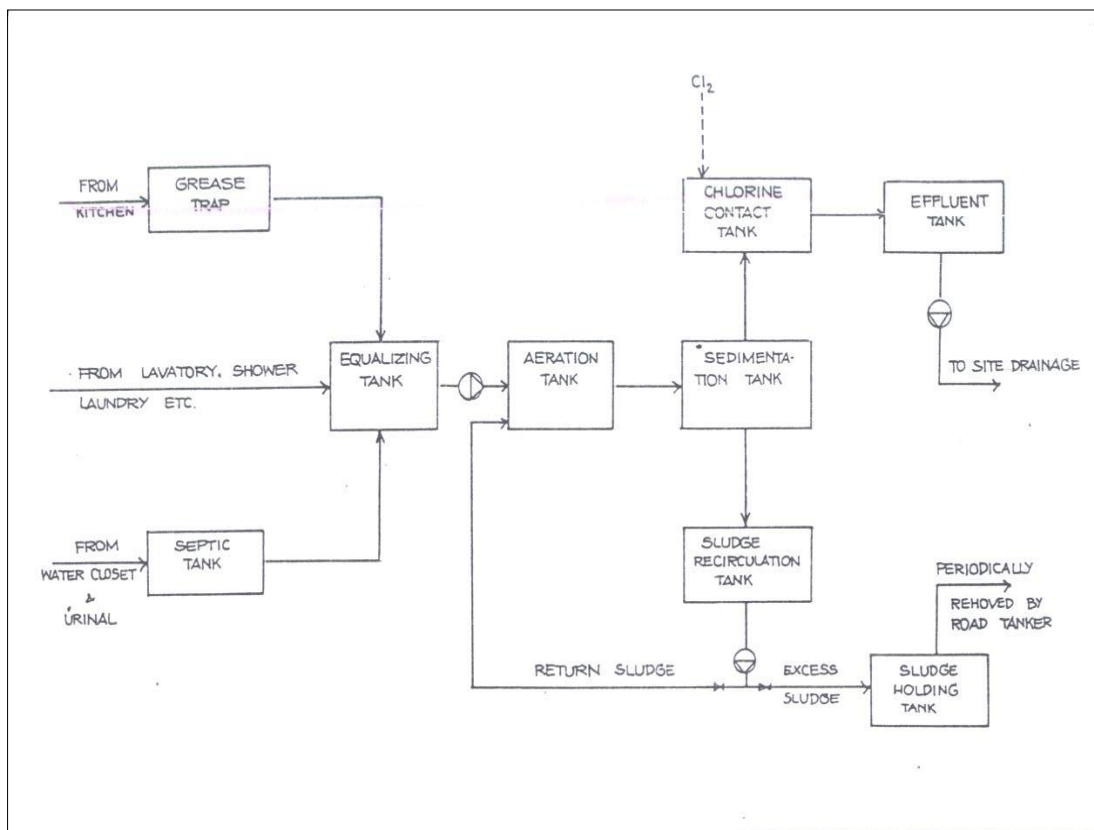 Cl2
FROM
KITCHEN
GREASE
TRAP
CHLORINE
CONTACT
TANK
EFFLUENT
TANK
FROM LAVATORY, SHOWER
LAUNDRY ETC.
EQUALIZING
TANK
AERATION
TANK
SEDIMENTA-
TION TANK
TO SITE DRAINAGE
FROM
WATER CLOSET
&
URINAL
SEPTIC
TANK
SLUDGE
RECIRCULATION
TANK
PERIODICALLY
REMOVED BY
ROAD TANKER
RETURN SLUDGE
EXCESS
SLUDGE
SLUDGE
HOLDING
TANK